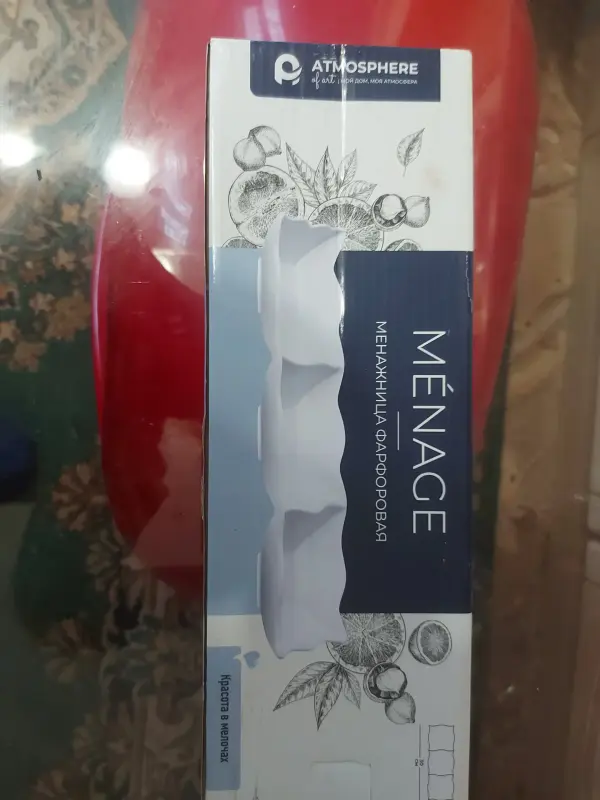 ATMOSPHERE
of art | МОЙ ДОМ, МОЯ АТМОСФЕРА
MÉNAGE
МЕНАЖНИЦА ФАРФОРОВАЯ
Красота в мелочах